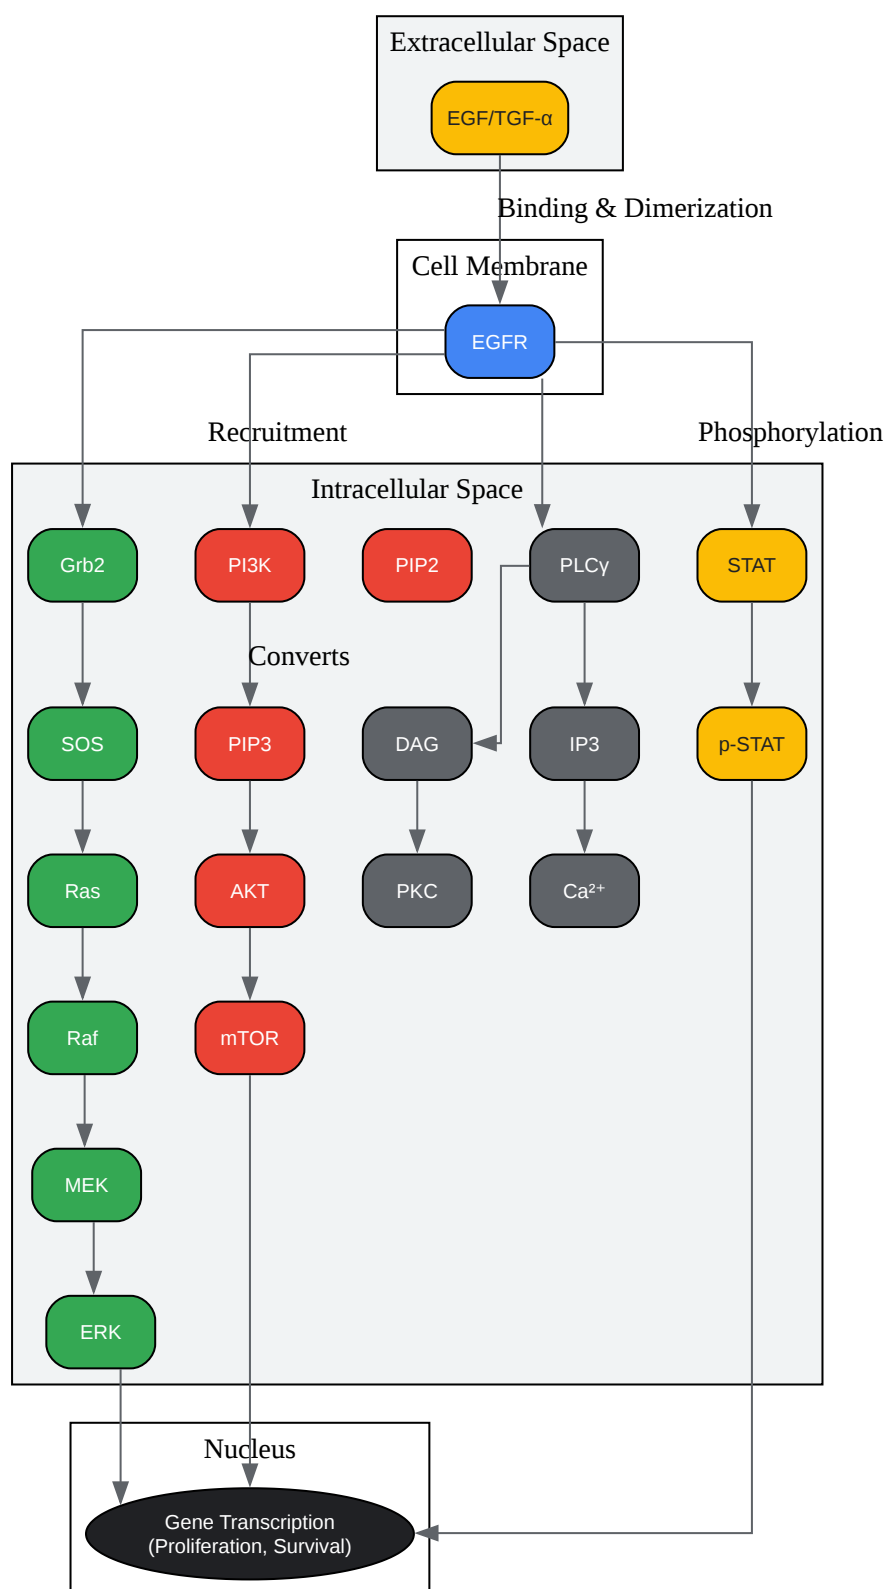 Extracellular Space
EGF/TGF-α
Binding & Dimerization
Cell Membrane
EGFR
Recruitment
Phosphorylation
Intracellular Space
Grb2
PI3K
PIP2
PLCγ
STAT
Converts
SOS
PIP3
DAG
IP3
p-STAT
Ras
AKT
PKC
Ca²⁺
Raf
mTOR
MEK
ERK
Nucleus
Gene Transcription
(Proliferation, Survival)